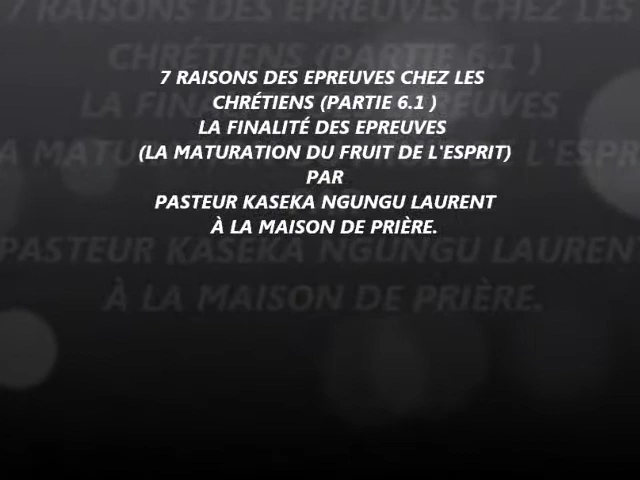 7 RAISONS DES EPREUVES CHEZ LES
CHRÉTIENS (PARTIE 6.1 )
LA FINALITÉ DES EPREUVES
(LA MATURATION DU FRUIT DE L'ESPRIT)
PAR
PASTEUR KASEKA NGUNGU LAURENT
À LA MAISON DE PRIÈRE.